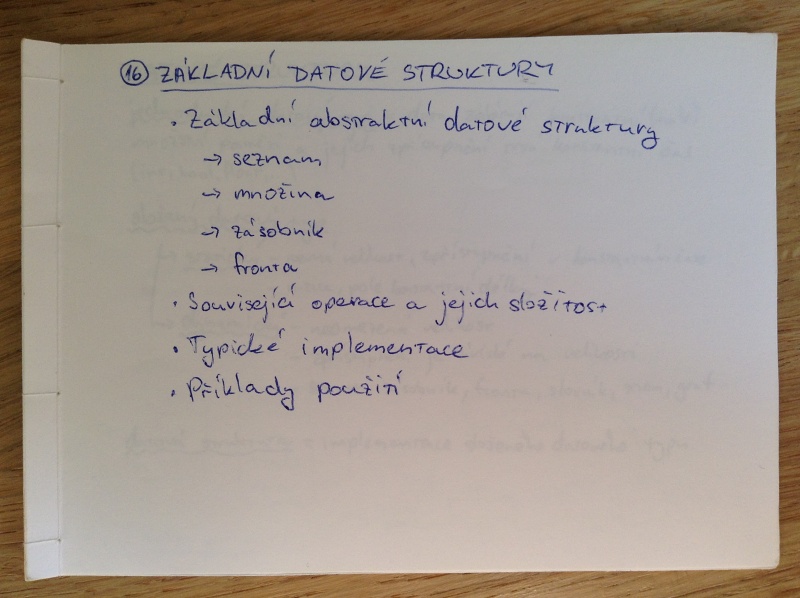 16 ZÁKLADNÍ DATOVÉ STRUKTURY
• Základní abstraktní datové struktury
→ seznam
→ množina
→ zásobník
→ fronta
• Související operace a jejich složitost
• Typické implementace
• Příklady použití